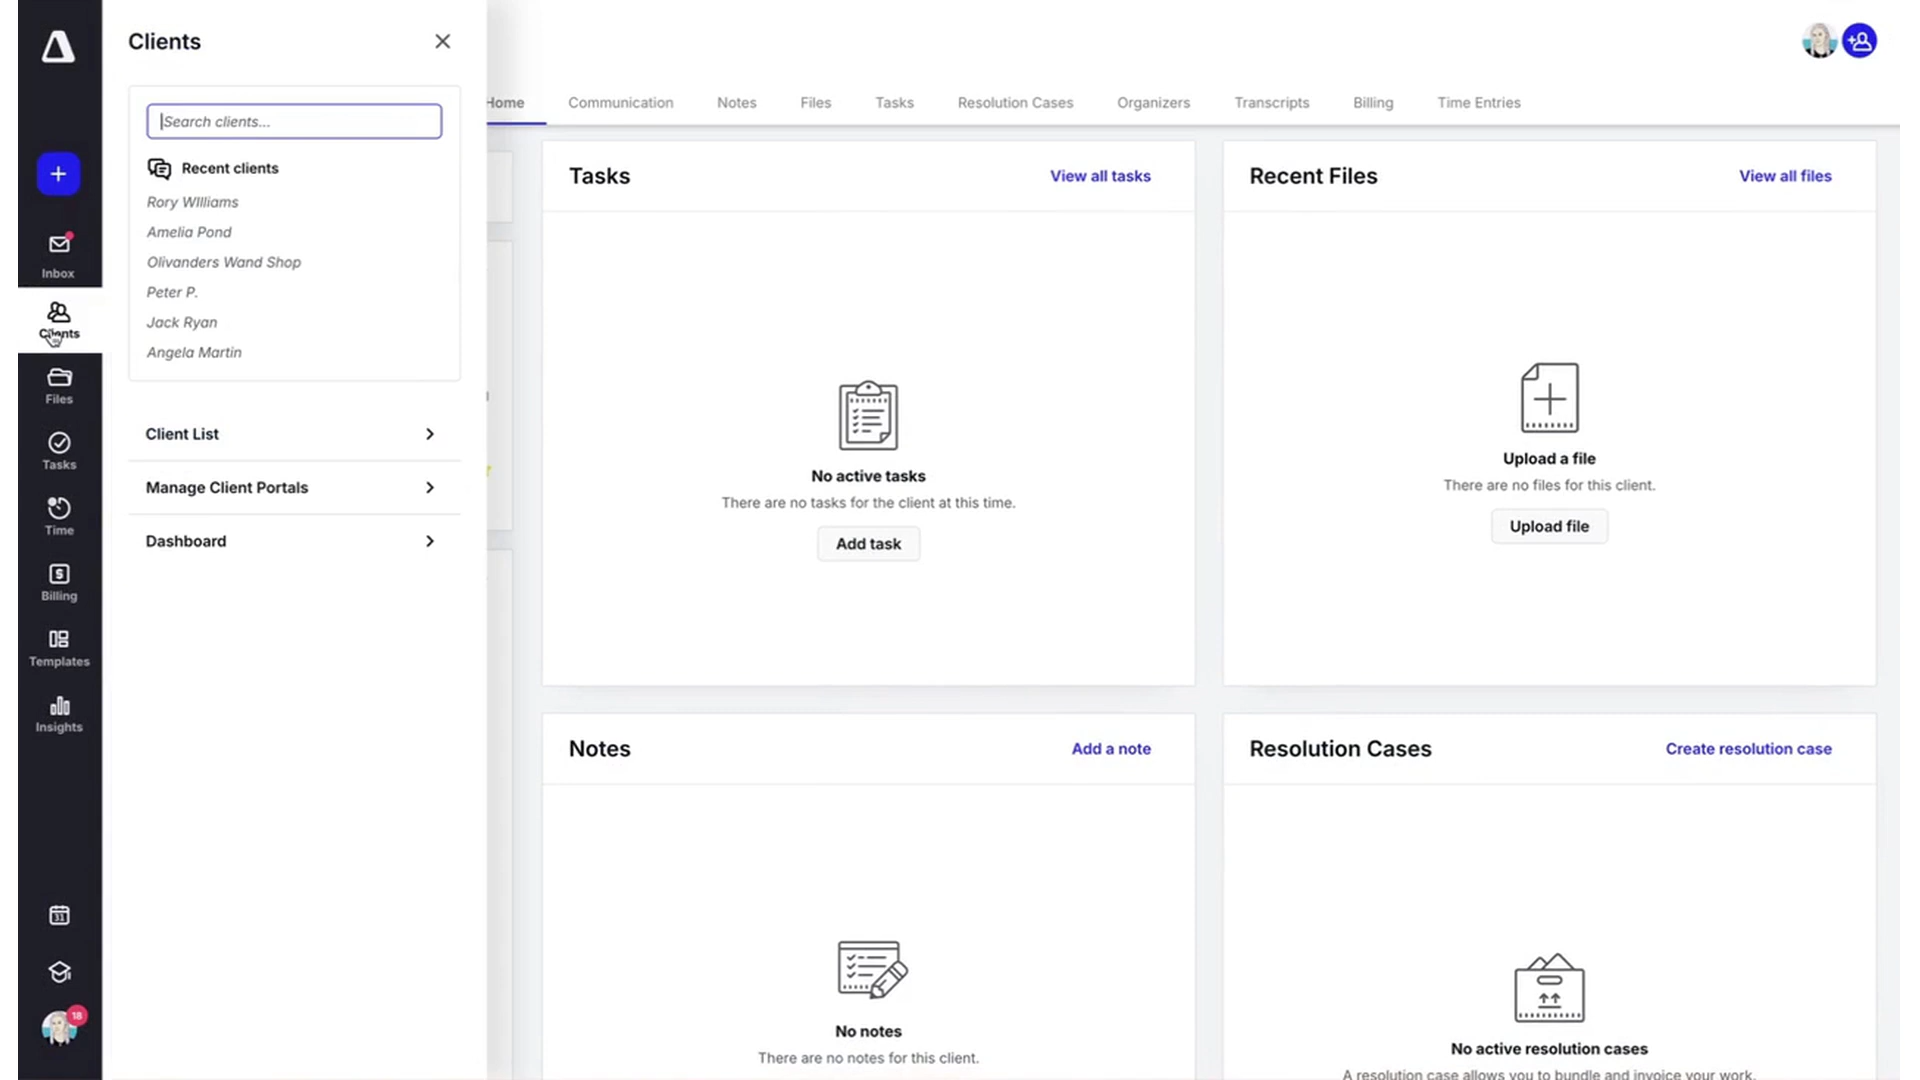 Clients
Search clients...
Recent clients
Rory WIlliams
Amelia Pond
Olivanders Wand Shop
Peter P.
Jack Ryan
Angela Martin
Client List
Manage Client Portals
Dashboard
Inbox
Clients
Files
Tasks
Time
Billing
Templates
Insights
31
18
Home Communication Notes Files Tasks Resolution Cases Organizers Transcripts Billing Time Entries
Tasks View all tasks
No active tasks
There are no tasks for the client at this time.
Add task
Recent Files View all files
Upload a file
There are no files for this client.
Upload file
Notes Add a note
No notes
There are no notes for this client.
Resolution Cases Create resolution case
No active resolution cases
A resolution case allows you to bundle and invoice your work.